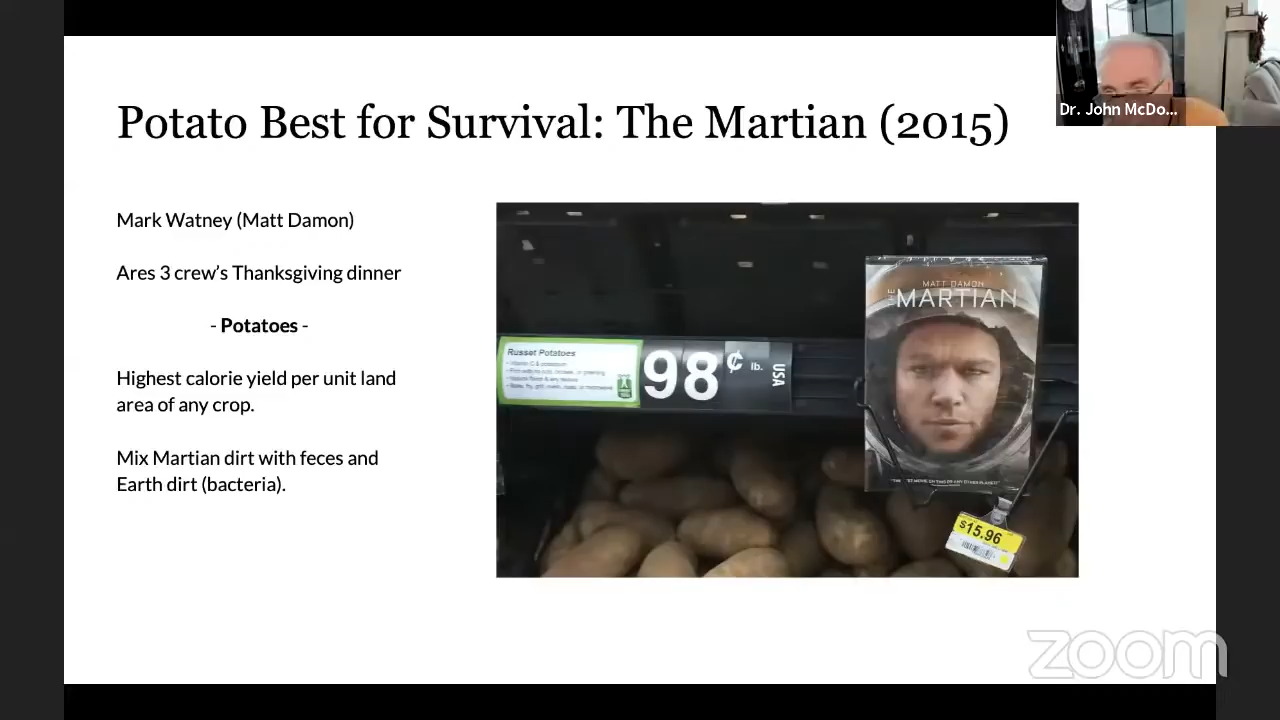 Potato Best for Survival: The Martian (2015)
Dr. John McDo...
Mark Watney (Matt Damon)
Ares 3 crew's Thanksgiving dinner
- Potatoes -
Highest calorie yield per unit land
area of any crop.
Mix Martian dirt with feces and
Earth dirt (bacteria).
MATT DAMON
THE MARTIAN
Russet Potatoes
98¢ lb. USA
$15.96
zoom